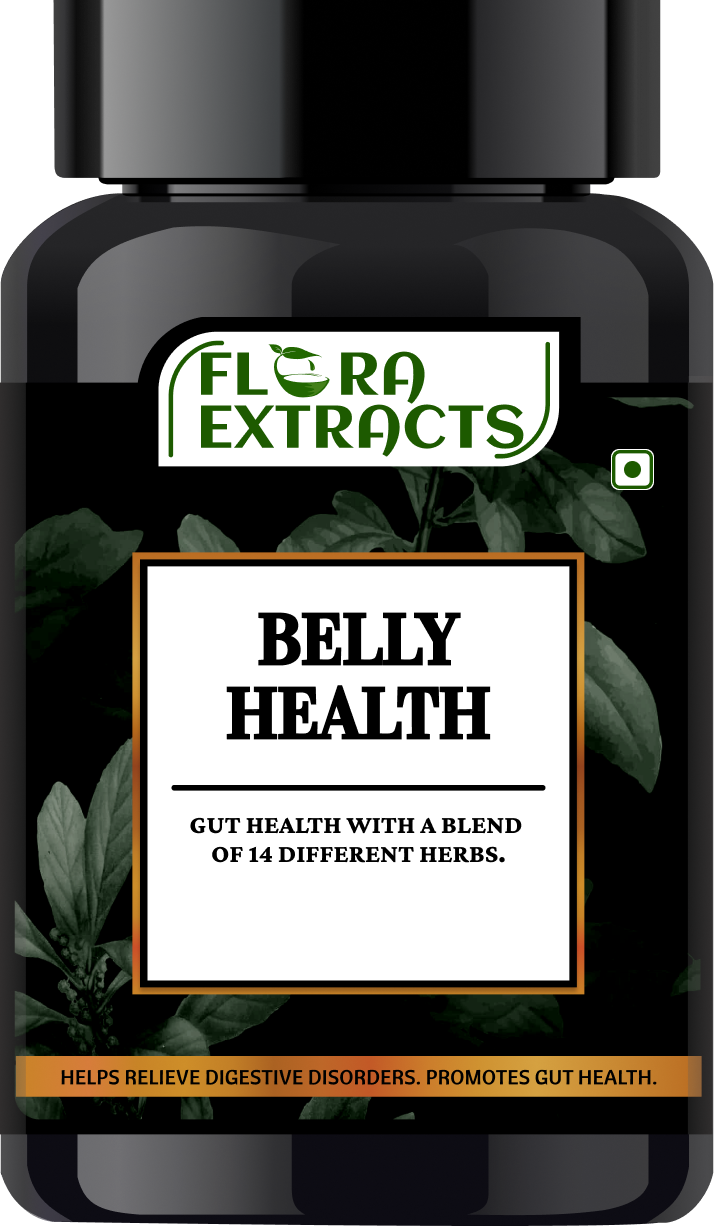 FLORA
EXTRACTS
BELLY
HEALTH
GUT HEALTH WITH A BLEND
OF 14 DIFFERENT HERBS.
HELPS RELIEVE DIGESTIVE DISORDERS. PROMOTES GUT HEALTH.